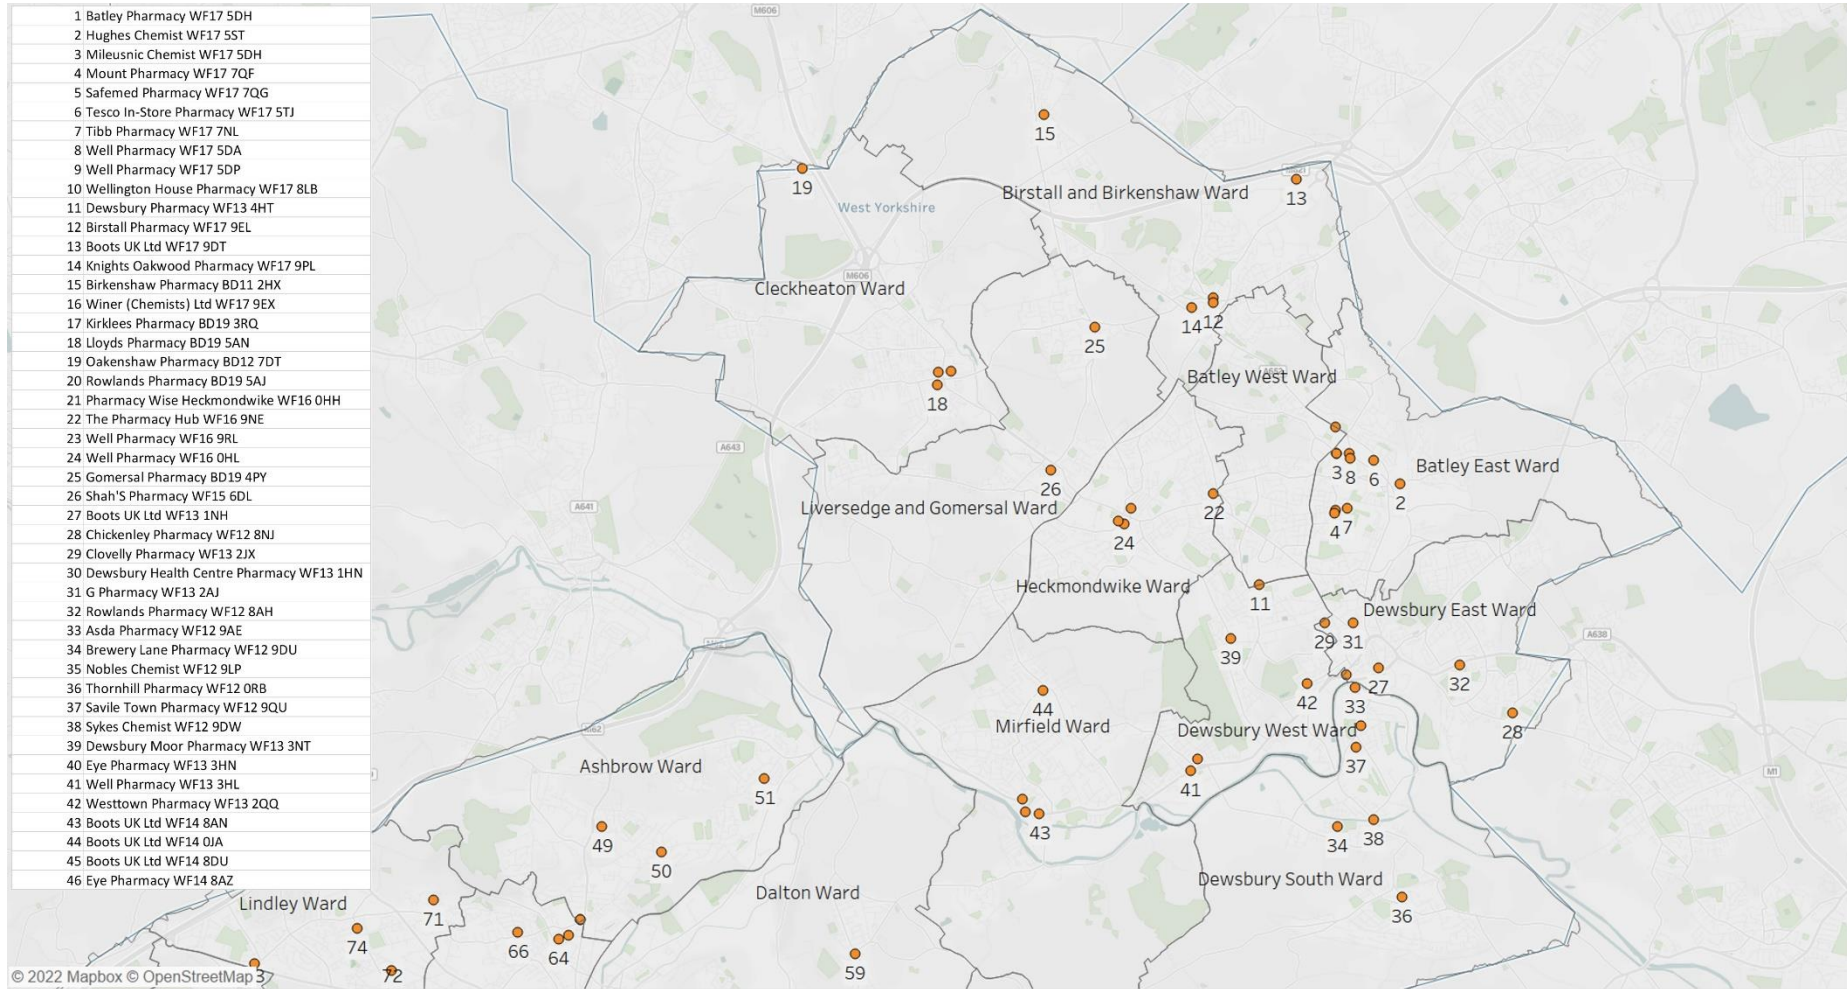 1 Batley Pharmacy WF17 5DH
2 Hughes Chemist WF17 5ST
3 Mileusnic Chemist WF17 5DH
4 Mount Pharmacy WF17 7QF
5 Safemed Pharmacy WF17 7QG
6 Tesco In-Store Pharmacy WF17 5TJ
7 Tibb Pharmacy WF17 7NL
8 Well Pharmacy WF17 5DA
9 Well Pharmacy WF17 5DP
10 Wellington House Pharmacy WF17 8LB
11 Dewsbury Pharmacy WF13 4HT
12 Birstall Pharmacy WF17 9EL
13 Boots UK Ltd WF17 9DT
14 Knights Oakwood Pharmacy WF17 9PL
15 Birkenshaw Pharmacy BD11 2HX
16 Winer (Chemists) Ltd WF17 9EX
17 Kirklees Pharmacy BD19 3RQ
18 Lloyds Pharmacy BD19 5AN
19 Oakenshaw Pharmacy BD12 7DT
20 Rowlands Pharmacy BD19 5AJ
21 Pharmacy Wise Heckmondwike WF16 0HH
22 The Pharmacy Hub WF16 9NE
23 Well Pharmacy WF16 9RL
24 Well Pharmacy WF16 0HL
25 Gomersal Pharmacy BD19 4PY
26 Shah'S Pharmacy WF15 6DL
27 Boots UK Ltd WF13 1NH
28 Chickenley Pharmacy WF12 8NJ
29 Clovelly Pharmacy WF13 2JX
30 Dewsbury Health Centre Pharmacy WF13 1HN
31 G Pharmacy WF13 2AJ
32 Rowlands Pharmacy WF12 8AH
33 Asda Pharmacy WF12 9AE
34 Brewery Lane Pharmacy WF12 9DU
35 Nobles Chemist WF12 9LP
36 Thornhill Pharmacy WF12 0RB
37 Savile Town Pharmacy WF12 9QU
38 Sykes Chemist WF12 9DW
39 Dewsbury Moor Pharmacy WF13 3NT
40 Eye Pharmacy WF13 3HN
41 Well Pharmacy WF13 3HL
42 Westtown Pharmacy WF13 2QQ
43 Boots UK Ltd WF14 8AN
44 Boots UK Ltd WF14 0JA
45 Boots UK Ltd WF14 8DU
46 Eye Pharmacy WF14 8AZ
M606
15
19
Birstall and Birkenshaw Ward
13
West Yorkshire
M606
Cleckheaton Ward
14
12
25
Batley West Ward
18
A643
3
8
6
Batley East Ward
26
2
A641
Liversedge and Gomersal Ward
22
4
7
24
Heckmondwike Ward
11
Dewsbury East Ward
29
31
A638
39
27
32
42
44
33
Mirfield Ward
Dewsbury West Ward
28
A62
37
Ashbrow Ward
M1
41
51
43
49
34
38
50
Dewsbury South Ward
Dalton Ward
Lindley Ward
71
36
74
66
64
59
72
3
© 2022 Mapbox © OpenStreetMap